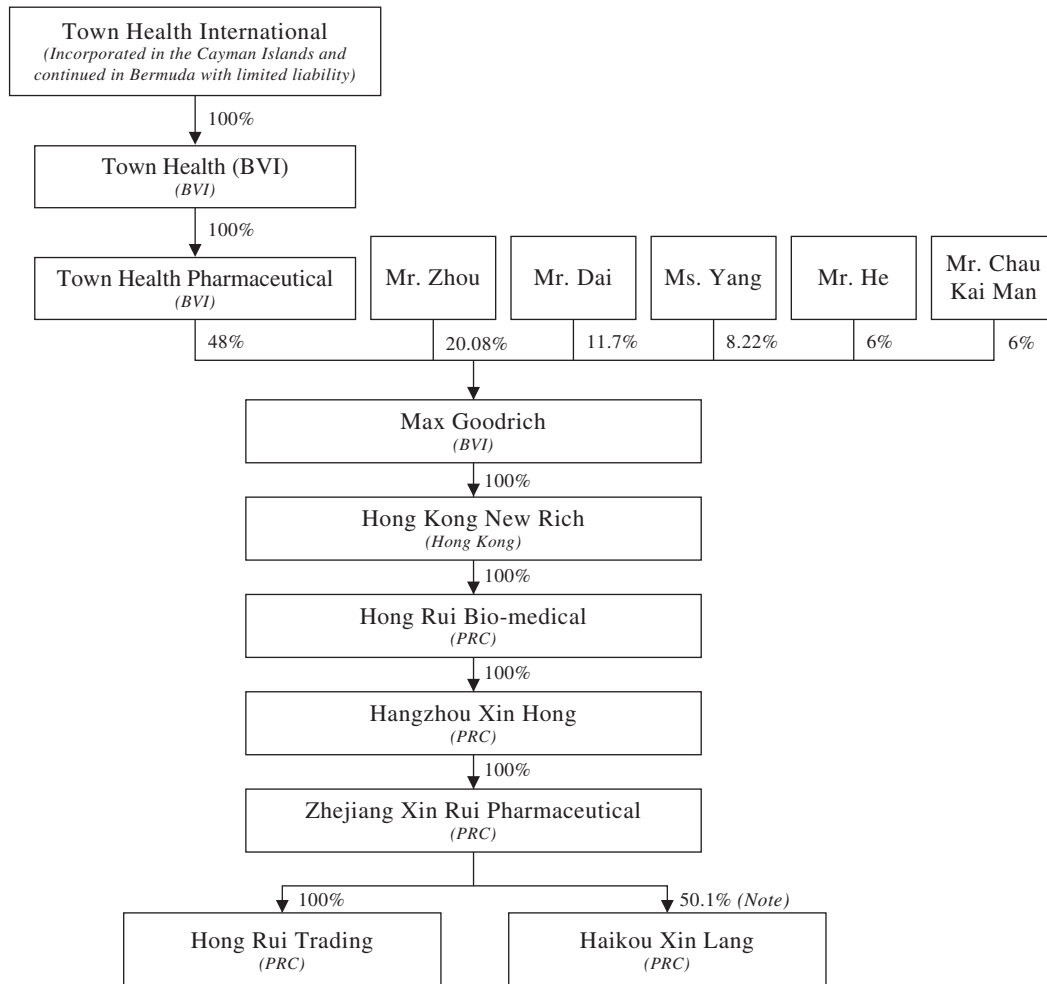 Town Health International
(Incorporated in the Cayman Islands and
continued in Bermuda with limited liability)
100%
Town Health (BVI)
(BVI)
100%
Town Health Pharmaceutical
(BVI)
Mr. Zhou
Mr. Dai
Ms. Yang
Mr. He
Mr. Chau
Kai Man
48%
20.08%
11.7%
8.22%
6%
6%
Max Goodrich
(BVI)
100%
Hong Kong New Rich
(Hong Kong)
100%
Hong Rui Bio-medical
(PRC)
100%
Hangzhou Xin Hong
(PRC)
100%
Zhejiang Xin Rui Pharmaceutical
(PRC)
100%
50.1% (Note)
Hong Rui Trading
(PRC)
Haikou Xin Lang
(PRC)